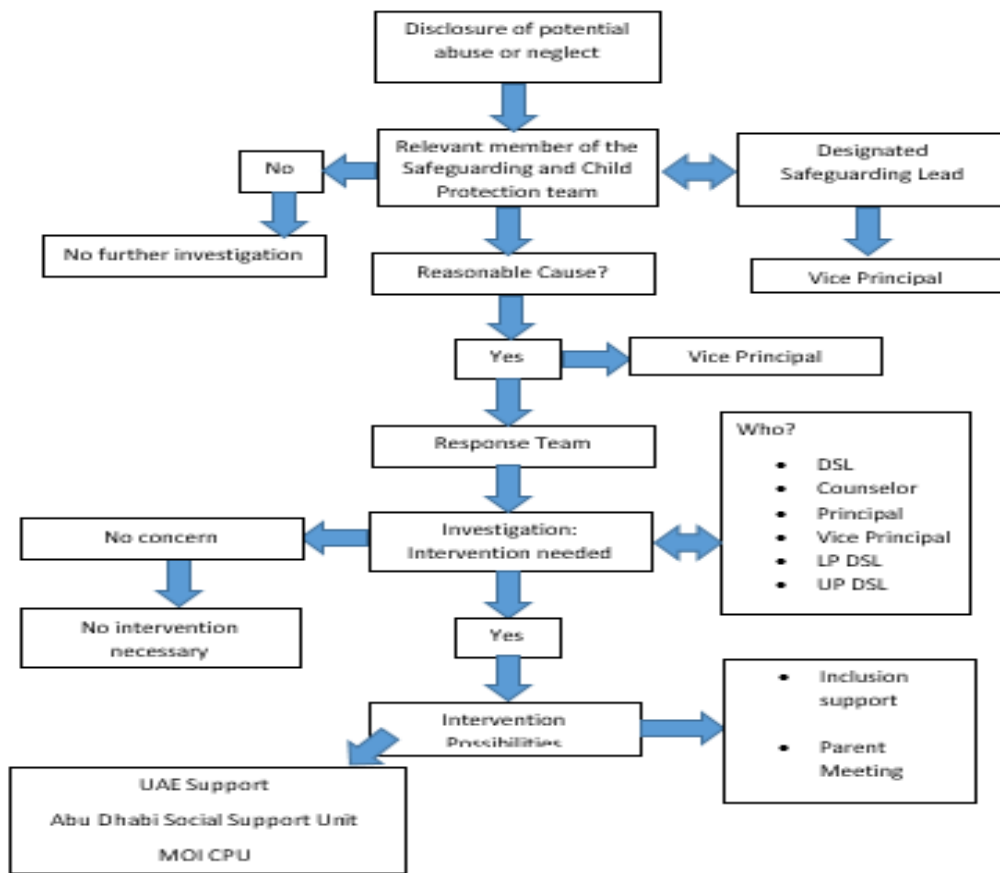 Disclosure of potential
abuse or neglect
Relevant member of the
Safeguarding and Child
Protection team
Designated
Safeguarding Lead
No
No further investigation
Reasonable Cause?
Vice Principal
Yes
Vice Principal
Response Team
Who?
• DSL
• Counselor
• Principal
• Vice Principal
• LP DSL
• UP DSL
Investigation:
Intervention needed
No concern
No intervention
necessary
Yes
Intervention
Possibilities
• Inclusion
support
• Parent
Meeting
UAE Support
Abu Dhabi Social Support Unit
MOI CPU